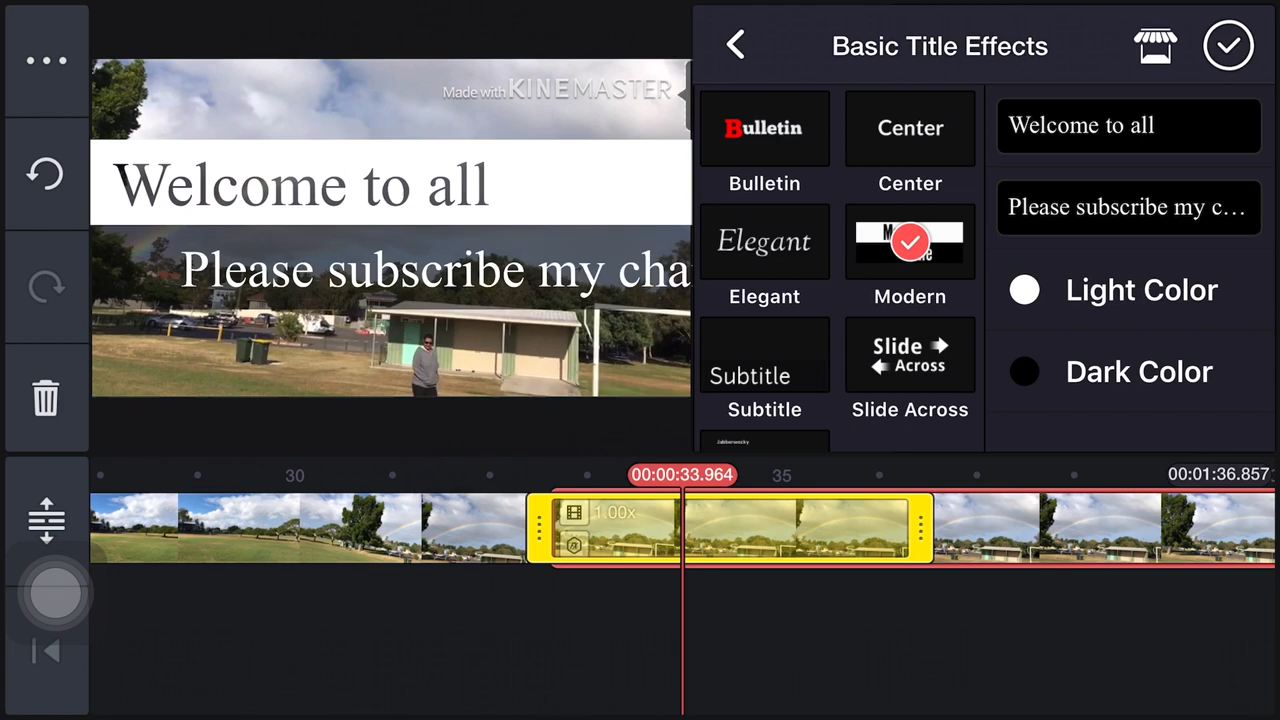 Basic Title Effects
Made with KINEMASTER
Welcome to all
Please subscribe my cha
Bulletin
Bulletin
Center
Center
Elegant
Elegant
Modern
Subtitle
Subtitle
Slide
Across
Slide Across
Jabberwocky
Welcome to all
Please subscribe my c...
Light Color
Dark Color
30
00:00:33.964
35
00:01:36.857
1.00x